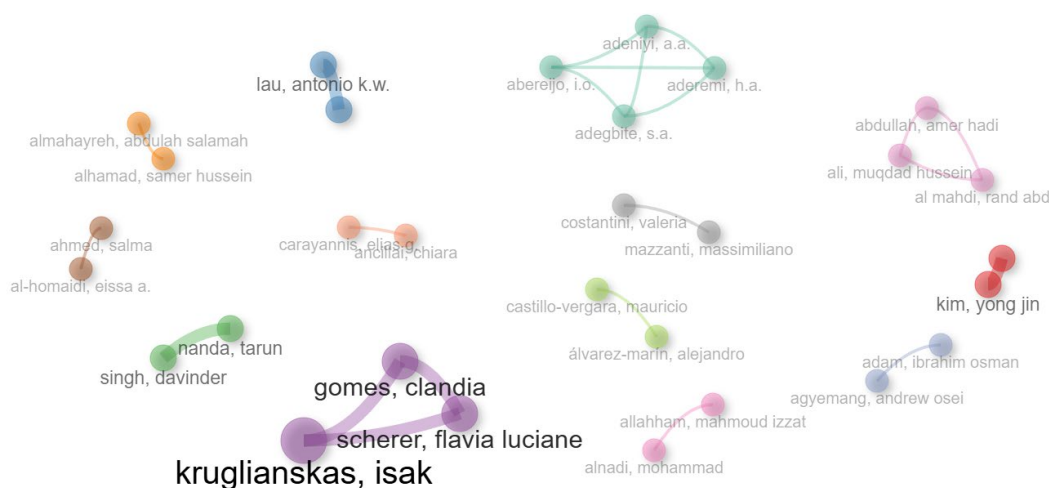 adeniyi, a.a.
lau, antonio k.w.
abereijo, i.o.
aderemi, h.a.
adegbite, s.a.
abdullah, amer hadi
almahayreh, abdulah salamah
alhamad, samer hussein
ali, muqdad hussein
al mahdi, rand abd
costantini, valeria
ahmed, salma
carayannis, elias g.
ancillai, chiara
mazzanti, massimiliano
al-homaidi, eissa a.
castillo-vergara, mauricio
kim, yong jin
nanda, tarun
álvarez-marín, alejandro
adam, ibrahim osman
singh, davinder
gomes, clandia
agyemang, andrew osei
allahham, mahmoud izzat
scherer, flavia luciane
alnadi, mohammad
kruglianskas, isak